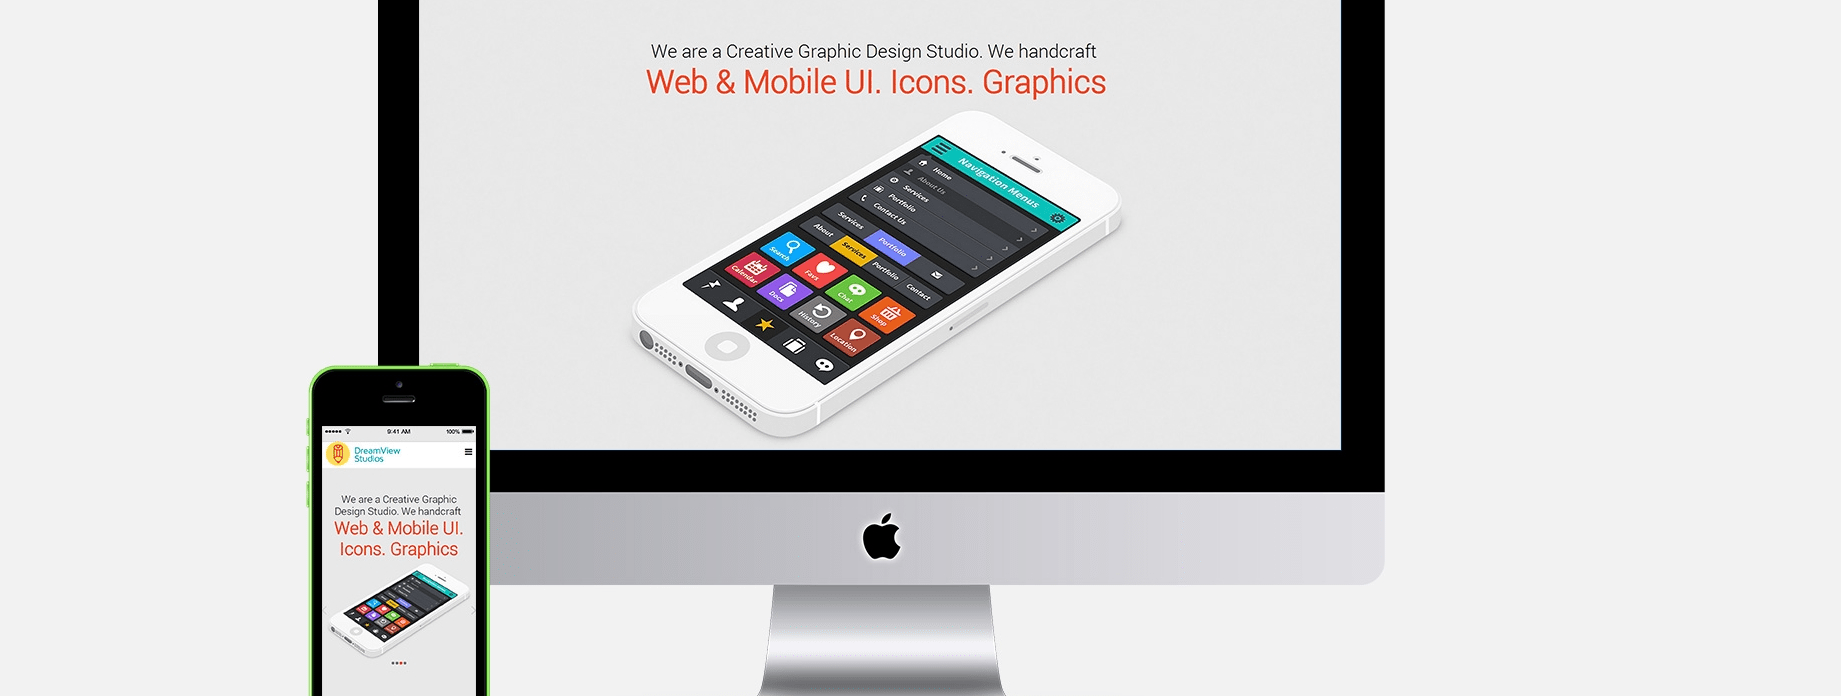 We are a Creative Graphic Design Studio. We handcraft
Web & Mobile UI. Icons. Graphics
Navigation Menus
Home
About Us
Services
Portfolio
Contact Us
Services
Portfolio
About
Services
Portfolio
Contact
Search
Favs
Chat
Shop
Calendar
Docs
History
Location
9:41 AM
100%
DreamView
Studios
We are a Creative Graphic
Design Studio. We handcraft
Web & Mobile UI.
Icons. Graphics